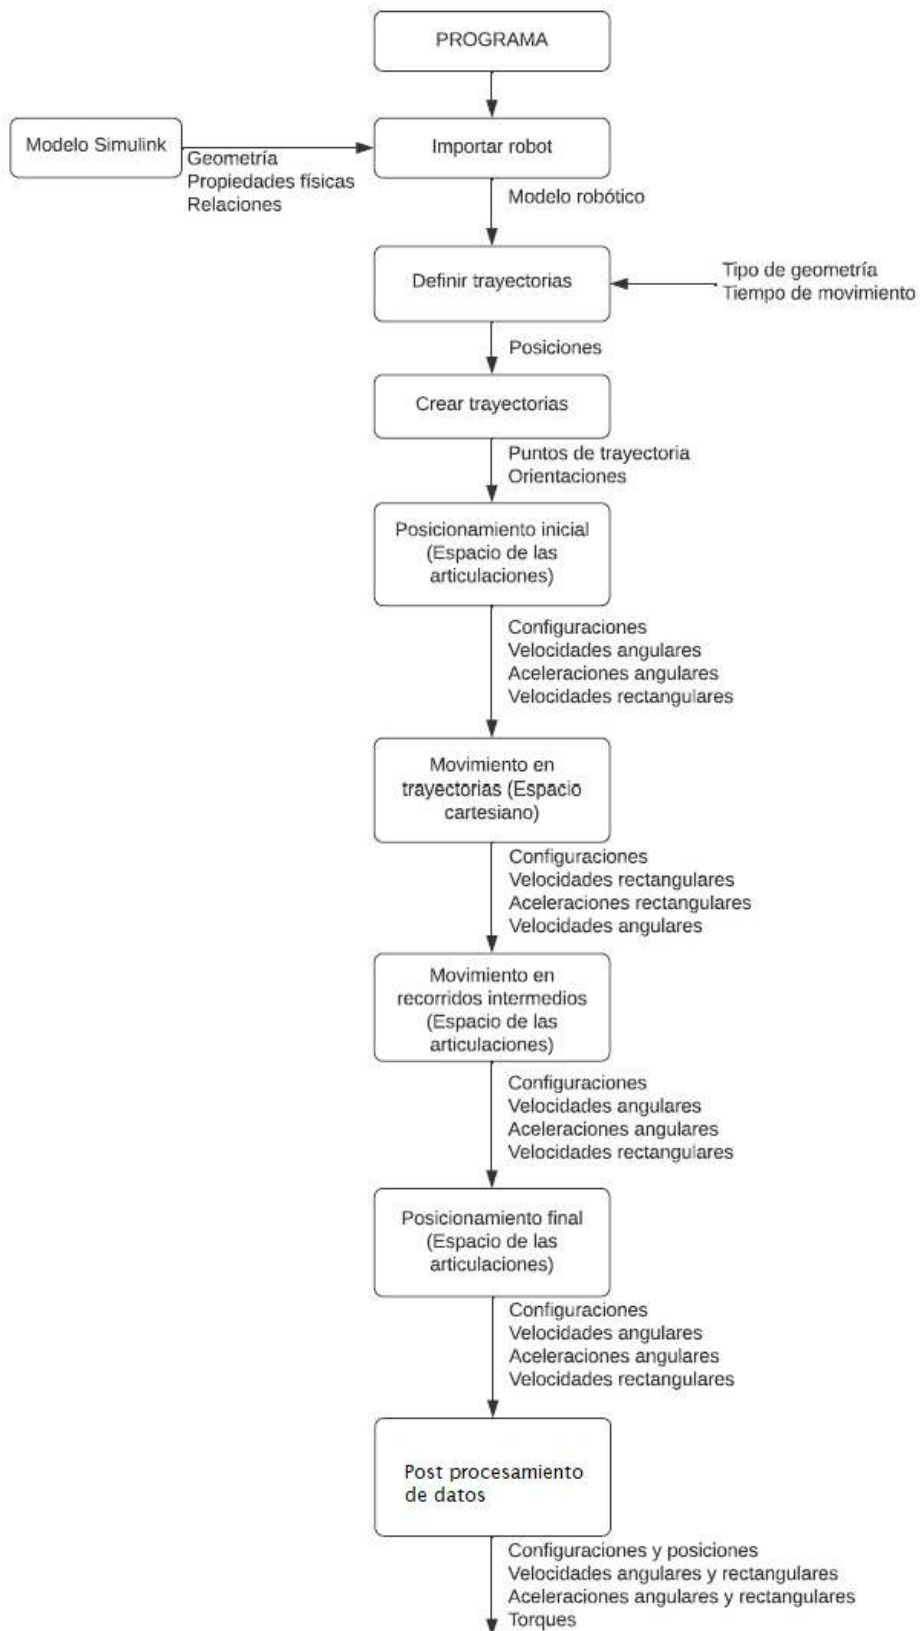 PROGRAMA
Modelo Simulink
Geometría
Propiedades físicas
Relaciones
Importar robot
Modelo robótico
Definir trayectorias
Tipo de geometría
Tiempo de movimiento
Posiciones
Crear trayectorias
Puntos de trayectoria
Orientaciones
Posicionamiento inicial
(Espacio de las
articulaciones)
Configuraciones
Velocidades angulares
Aceleraciones angulares
Velocidades rectangulares
Movimiento en
trayectorias (Espacio
cartesiano)
Configuraciones
Velocidades rectangulares
Aceleraciones rectangulares
Velocidades angulares
Movimiento en
recorridos intermedios
(Espacio de las
articulaciones)
Configuraciones
Velocidades angulares
Aceleraciones angulares
Velocidades rectangulares
Posicionamiento final
(Espacio de las
articulaciones)
Configuraciones
Velocidades angulares
Aceleraciones angulares
Velocidades rectangulares
Post procesamiento
de datos
Configuraciones y posiciones
Velocidades angulares y rectangulares
Aceleraciones angulares y rectangulares
Torques